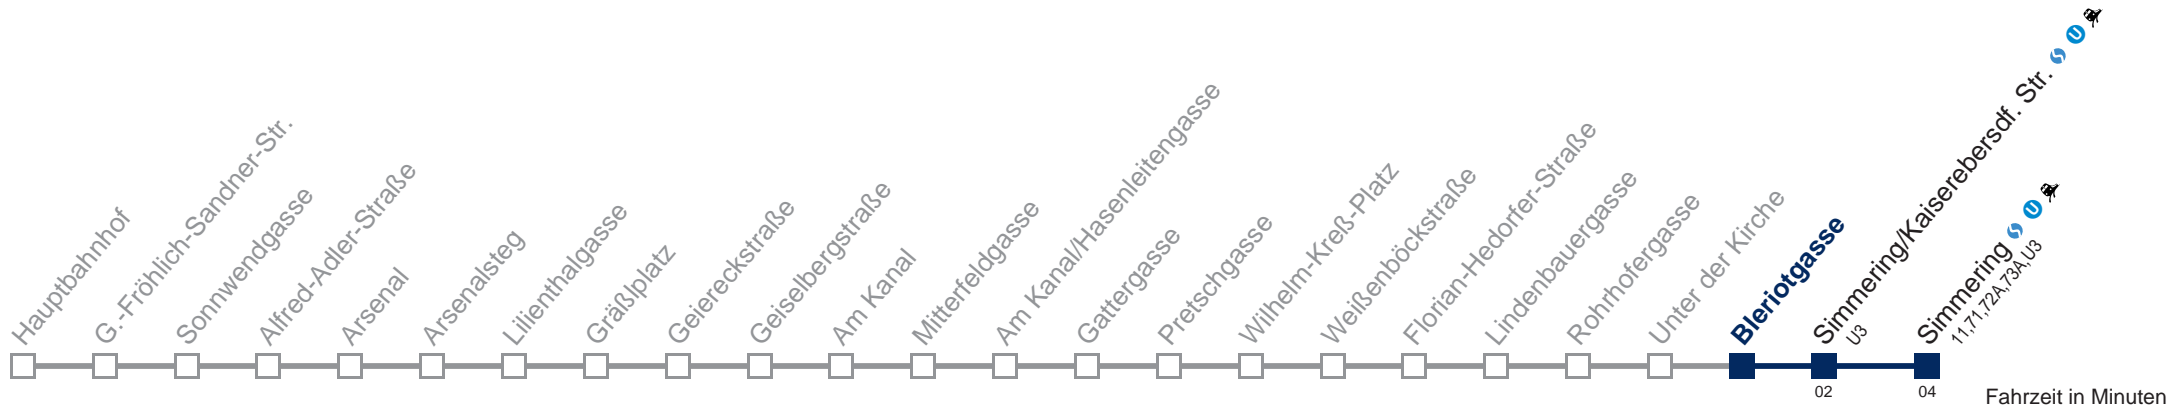 Hauptbahnhof
G.-Fröhlich-Sandner-Str.
Sonnwendgasse
Alfred-Adler-Straße
Arsenal
Arsenalsteg
Lilienthalgasse
Gräßlplatz
Geiereckstraße
Geiselbergstraße
Am Kanal
Mitterfeldgasse
Am Kanal/Hasenleitengasse
Gattergasse
Pretschgasse
Wilhelm-Kreß-Platz
Weißenböckstraße
Florian-Hedorfer-Straße
Lindenbauergasse
Rohrhofergasse
Unter der Kirche
Bleriotgasse
Simmering/Kaiserebersdf. Str. S U
U3
Simmering S U
11,71,72A,73A,U3
02
04
Fahrzeit in Minuten